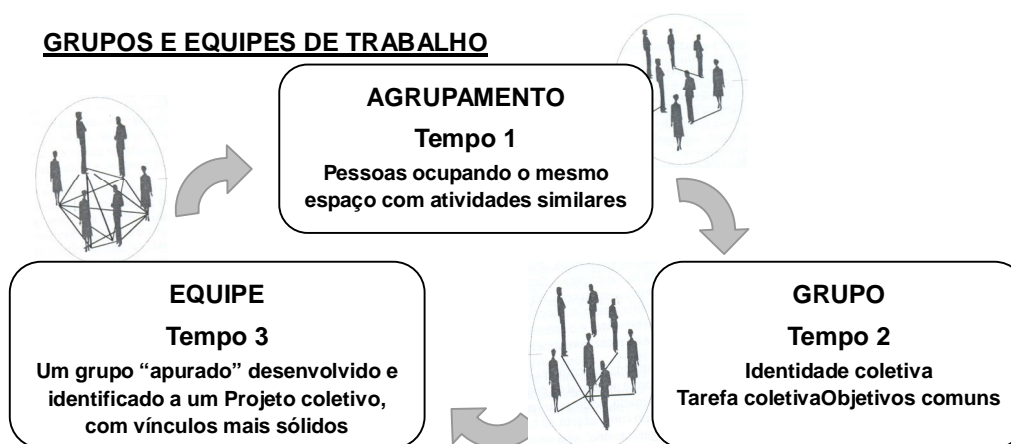 GRUPOS E EQUIPES DE TRABALHO
AGRUPAMENTO
Tempo 1
Pessoas ocupando o mesmo
espaço com atividades similares
EQUIPE
Tempo 3
Um grupo “apurado” desenvolvido e
identificado a um Projeto coletivo,
com vínculos mais sólidos
GRUPO
Tempo 2
Identidade coletiva
Tarefa coletivaObjetivos comuns